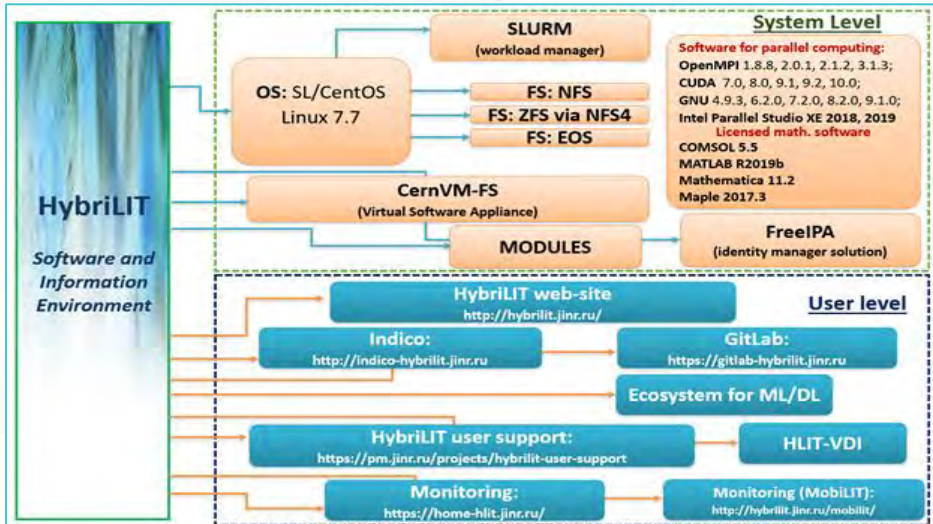 HybriLIT
Software and
Information
Environment
System Level
SLURM
(workload manager)
OS: SL/CentOS
Linux 7.7
FS: NFS
FS: ZFS via NFS4
FS: EOS
Software for parallel computing:
OpenMPI 1.8.8, 2.0.1, 2.1.2, 3.1.3;
CUDA 7.0, 8.0, 9.1, 9.2, 10.0;
GNU 4.9.3, 6.2.0, 7.2.0, 8.2.0, 9.1.0;
Intel Parallel Studio XE 2018, 2019
Licensed math. software
COMSOL 5.5
MATLAB R2019b
Mathematica 11.2
Maple 2017.3
CernVM-FS
(Virtual Software Appliance)
MODULES
FreeIPA
(identity manager solution)
User level
HybriLIT web-site
http://hybrilit.jinr.ru/
Indico:
http://indico-hybrilit.jinr.ru
GitLab:
https://gitlab-hybrilit.jinr.ru
Ecosystem for ML/DL
HybriLIT user support:
https://pm.jinr.ru/projects/hybrilit-user-support
HLIT-VDI
Monitoring:
https://home-hlit.jinr.ru/
Monitoring (MobiLIT):
http://hybrilit.jinr.ru/mobilit/